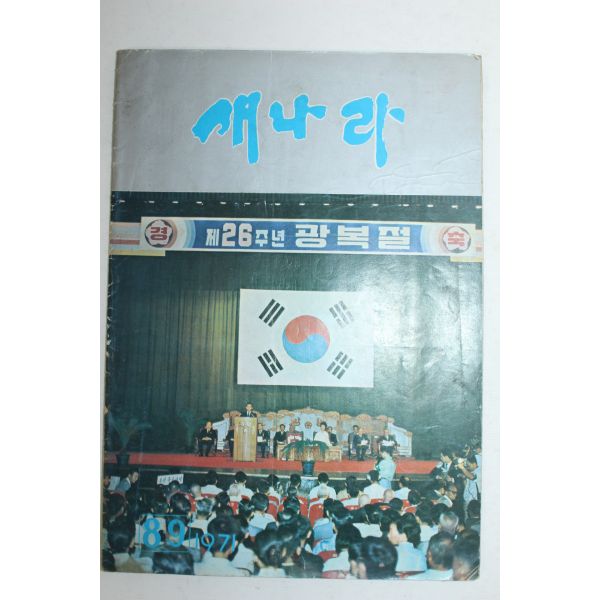 새나라
경 제26주년 광복절 축
8.9 1971